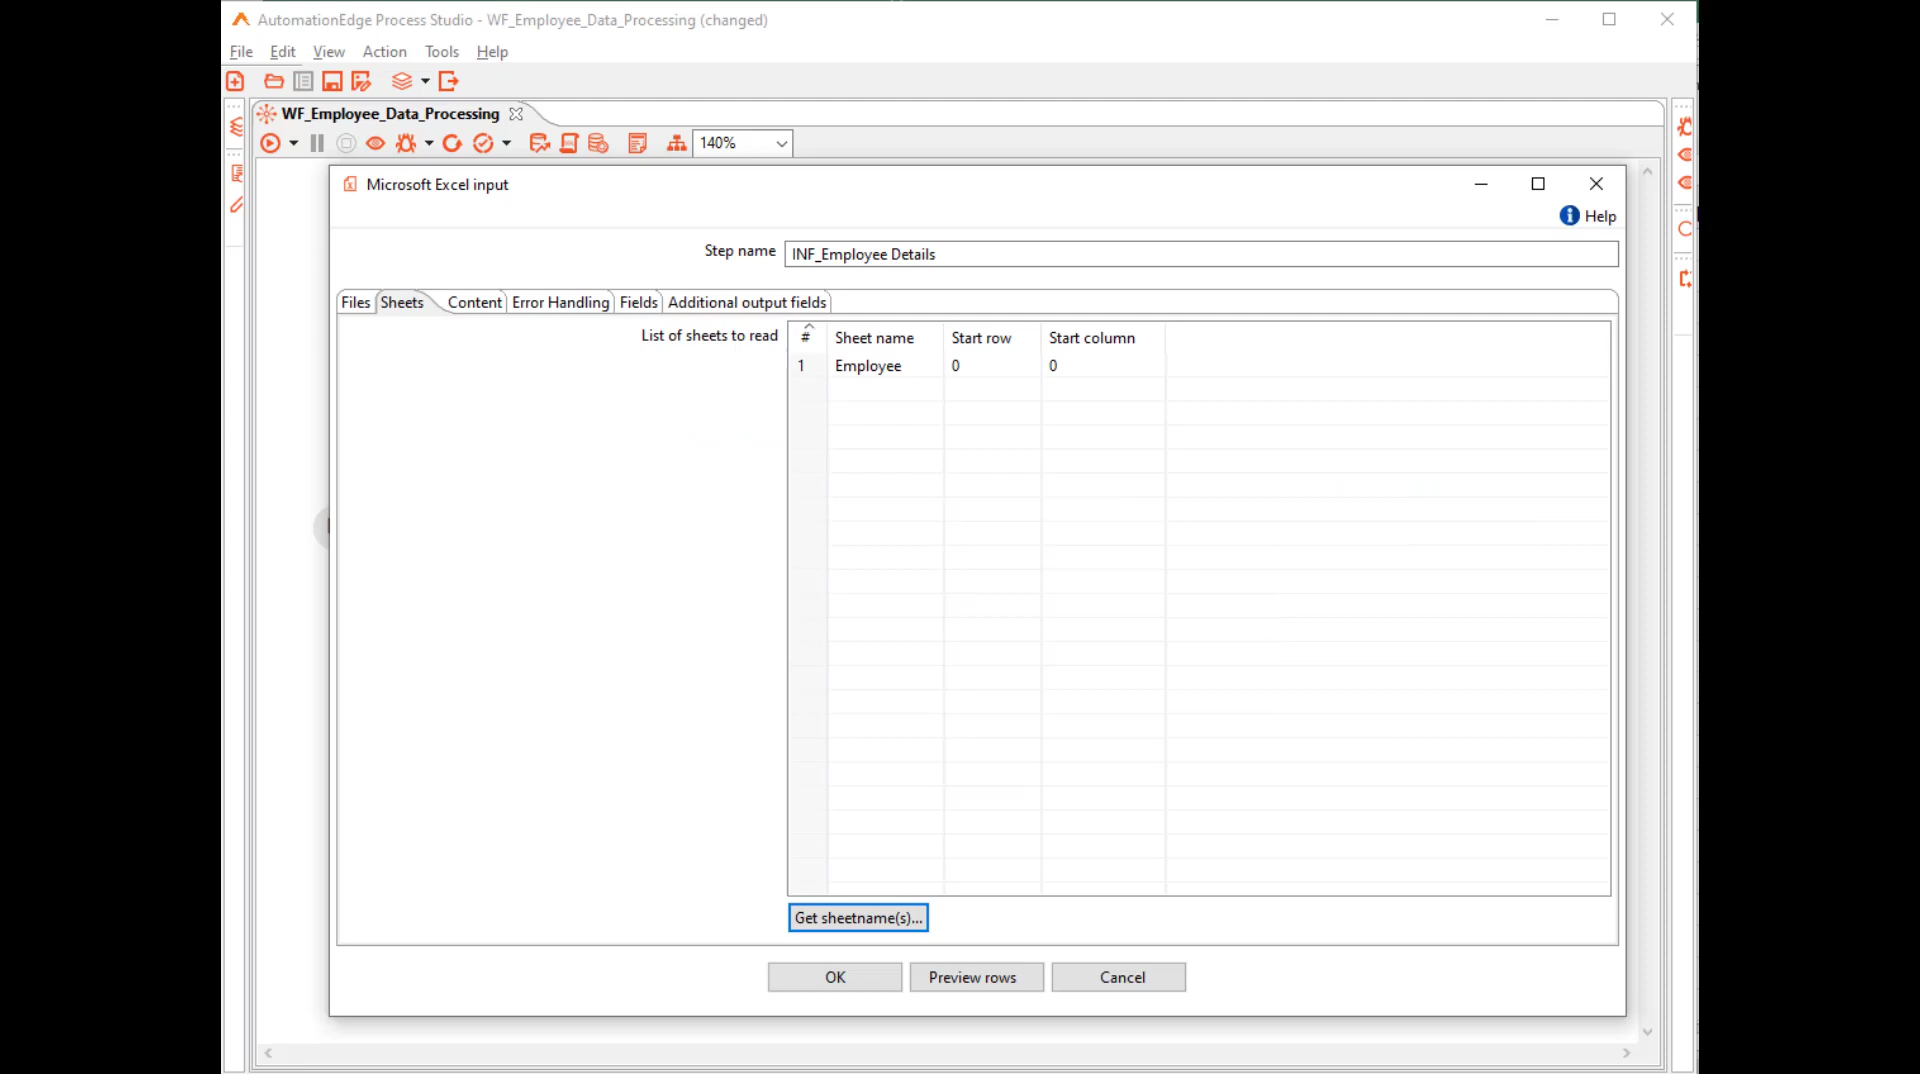 AutomationEdge Process Studio - WF_Employee_Data_Processing (changed)
File Edit View Action Tools Help
WF_Employee_Data_Processing
140%
Microsoft Excel input
Help
Step name INF_Employee Details
Files Sheets Content Error Handling Fields Additional output fields
List of sheets to read # Sheet name Start row Start column
1 Employee 0 0
Get sheetname(s)...
OK Preview rows Cancel